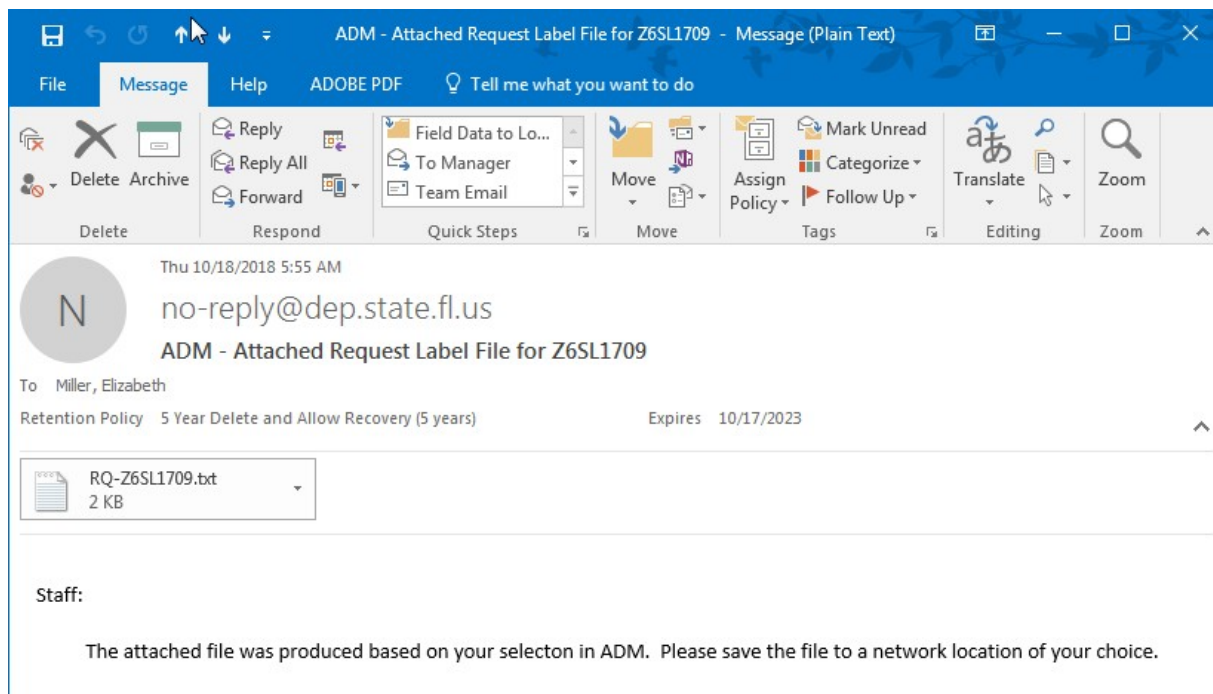 ADM - Attached Request Label File for Z6SL1709 - Message (Plain Text)
File Message Help ADOBE PDF Tell me what you want to do
Delete Archive
Reply
Reply All
Forward
Field Data to Lo...
To Manager
Team Email
Move
Assign Policy
Mark Unread
Categorize
Follow Up
Translate
Zoom
Delete Respond Quick Steps Move Tags Editing Zoom
Thu 10/18/2018 5:55 AM
N
no-reply@dep.state.fl.us
ADM - Attached Request Label File for Z6SL1709
To Miller, Elizabeth
Retention Policy 5 Year Delete and Allow Recovery (5 years) Expires 10/17/2023
RQ-Z6SL1709.txt
2 KB
Staff:
The attached file was produced based on your selecton in ADM. Please save the file to a network location of your choice.